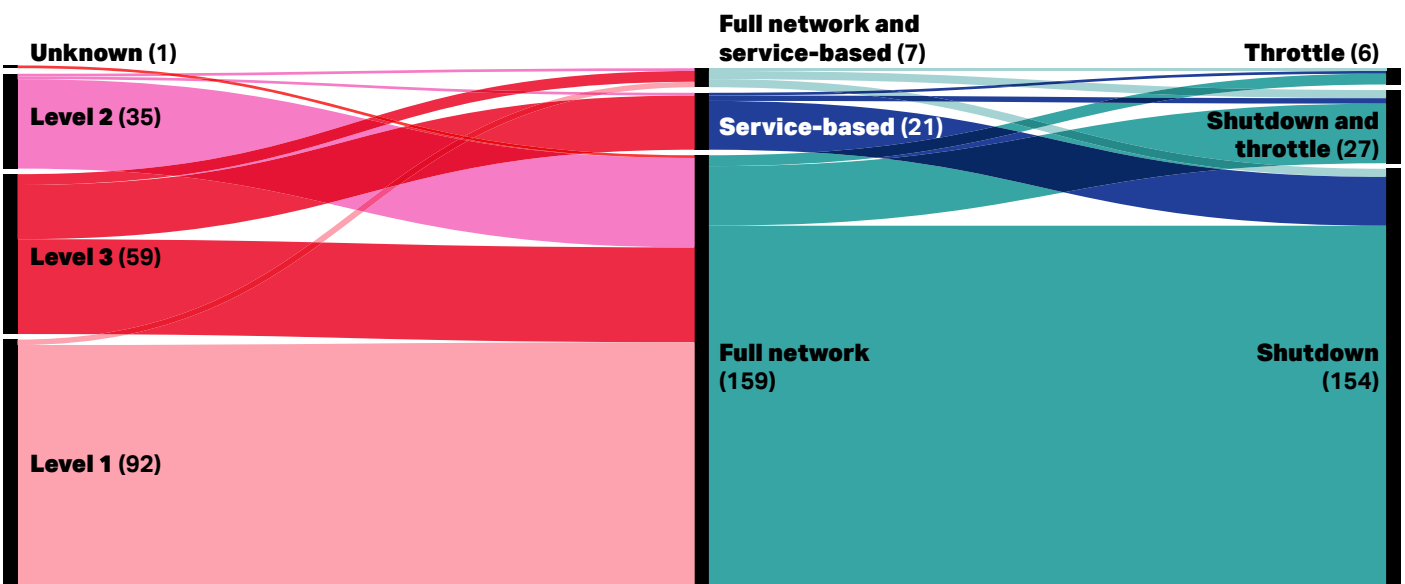 Unknown (1)
Level 2 (35)
Level 3 (59)
Level 1 (92)
Full network and
service-based (7)
Service-based (21)
Full network
(159)
Throttle (6)
Shutdown and
throttle (27)
Shutdown
(154)